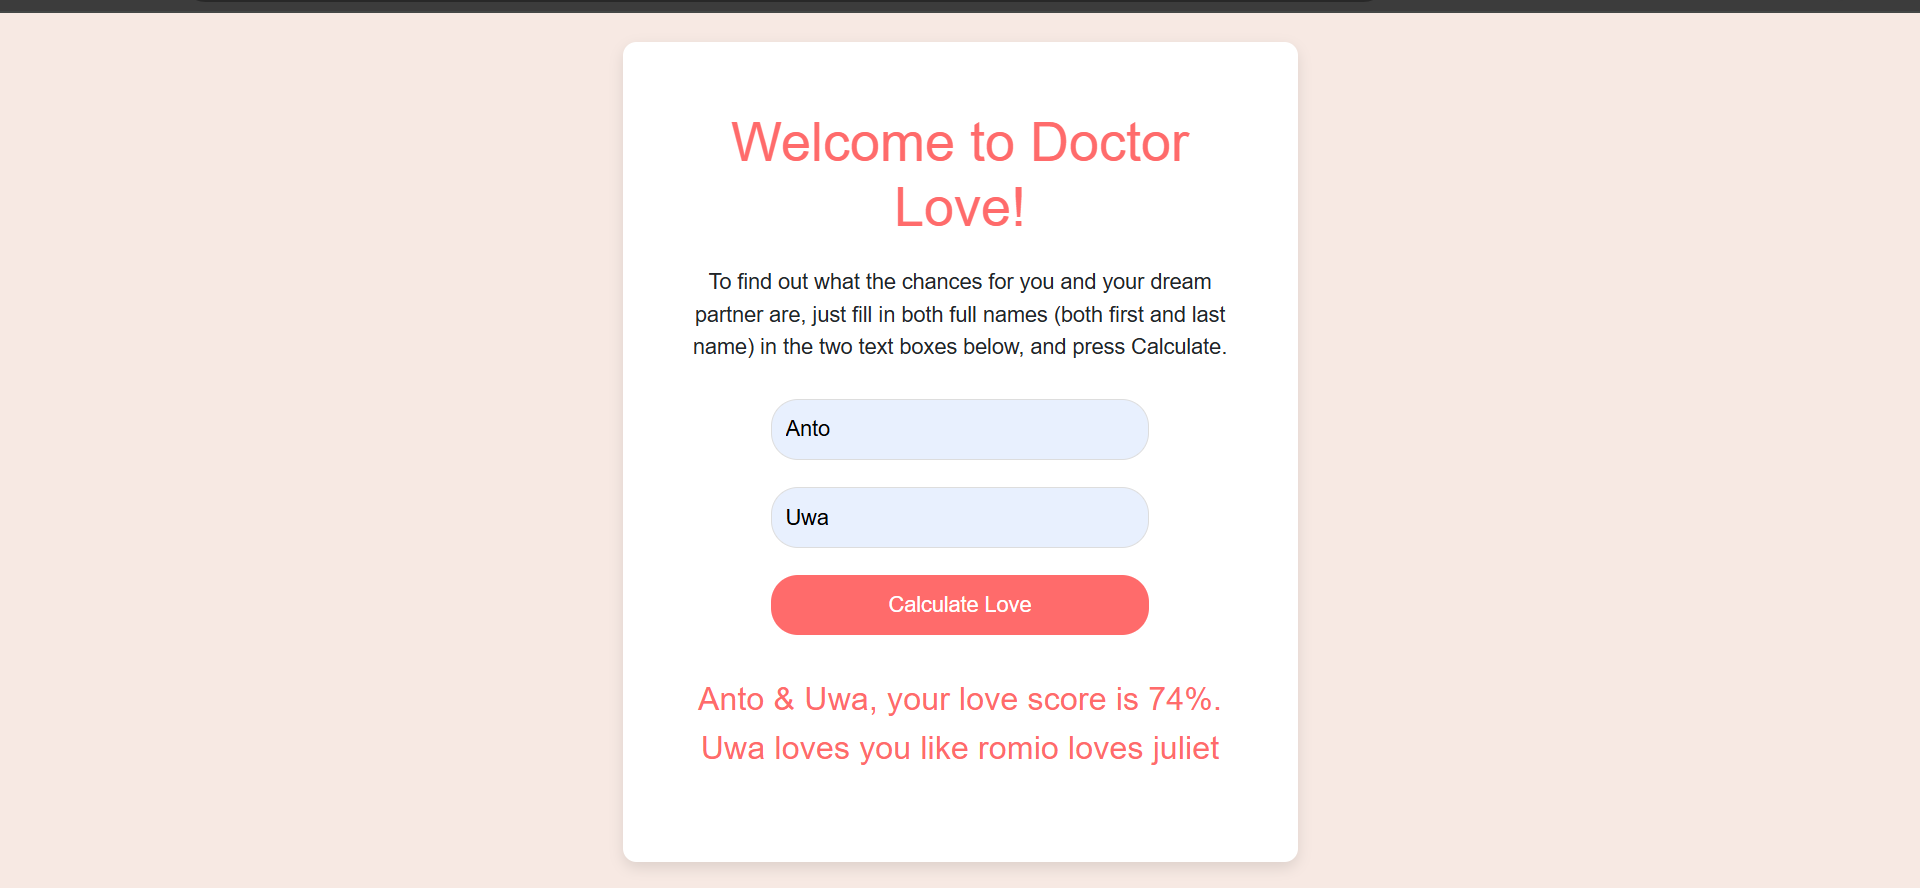 Welcome to Doctor
Love!
To find out what the chances for you and your dream
partner are, just fill in both full names (both first and last
name) in the two text boxes below, and press Calculate.
Anto
Uwa
Calculate Love
Anto & Uwa, your love score is 74%.
Uwa loves you like romio loves juliet